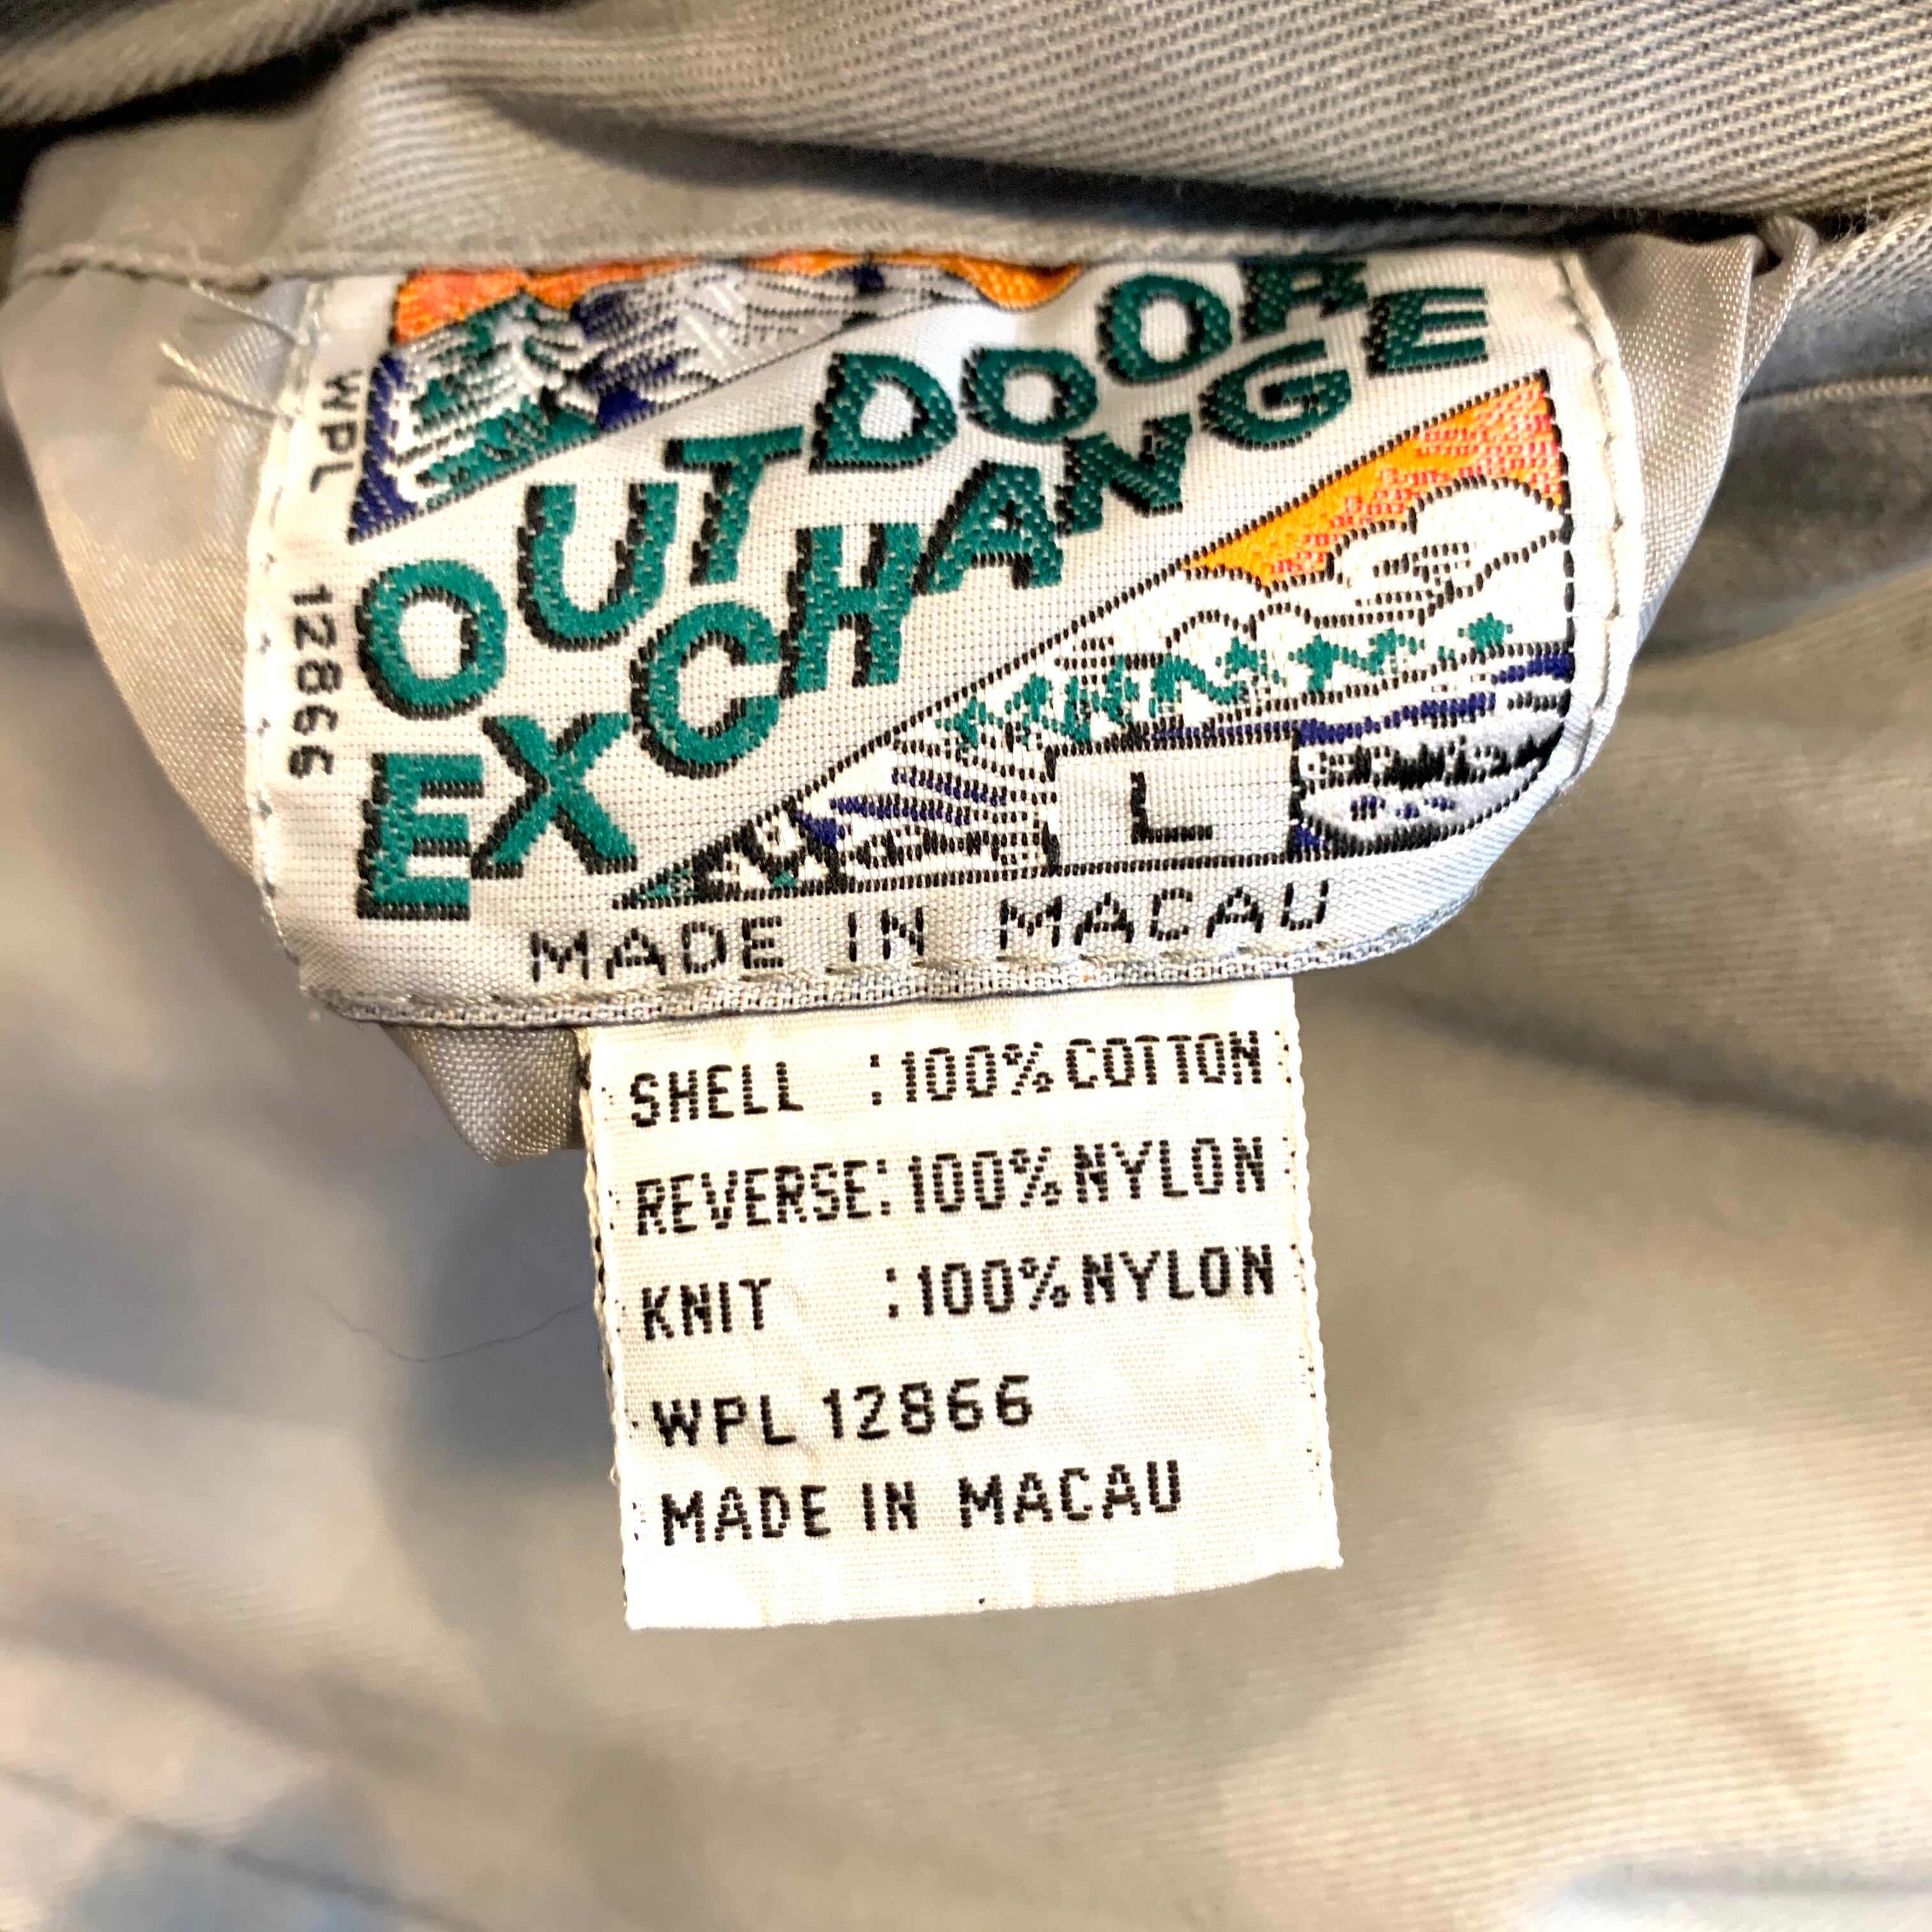 OUTDOOR
EXCHANGE
WPL 12866
L
MADE IN MACAU
SHELL :100% COTTON
REVERSE:100% NYLON
KNIT :100% NYLON
WPL 12866
MADE IN MACAU